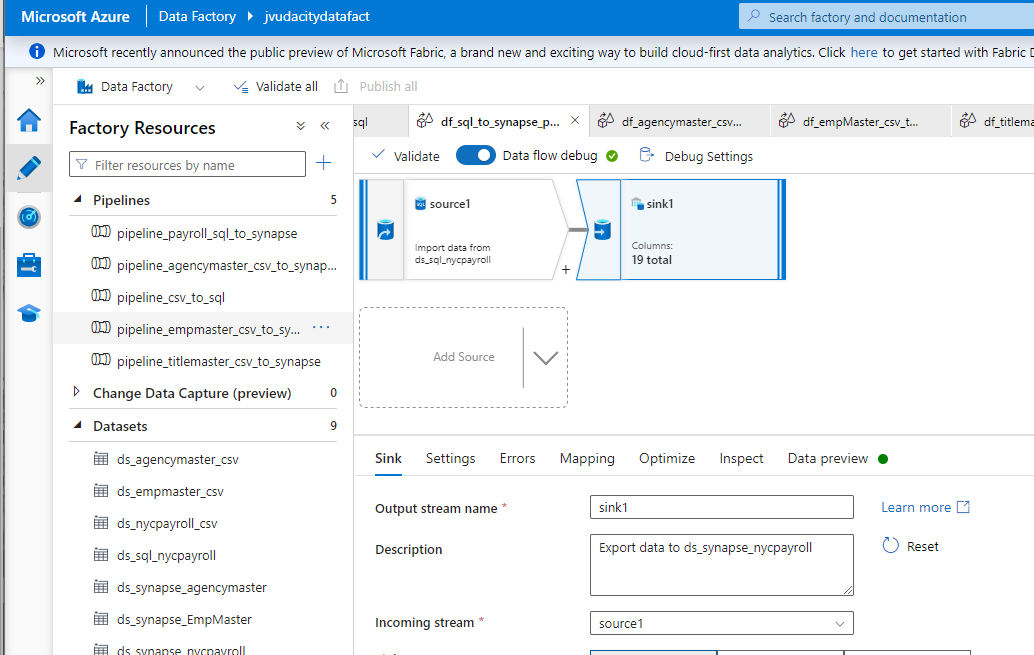 Microsoft Azure Data Factory jvudacitydatafact Search factory and documentation
Microsoft recently announced the public preview of Microsoft Fabric, a brand new and exciting way to build cloud-first data analytics. Click here to get started with Fabric D
Data Factory Validate all Publish all
Factory Resources
Filter resources by name
Pipelines 5
pipeline_payroll_sql_to_synapse
pipeline_agencymaster_csv_to_synap...
pipeline_csv_to_sql
pipeline_empmaster_csv_to_sy... ...
pipeline_titlemaster_csv_to_synapse
Change Data Capture (preview) 0
Datasets 9
ds_agencymaster_csv
ds_empmaster_csv
ds_nycpayroll_csv
ds_sql_nycpayroll
ds_synapse_agencymaster
ds_synapse_EmpMaster
ds_synapse_nycpayroll
sql df_sql_to_synapse_p... df_agencymaster_csv... df_empMaster_csv_t... df_titlema
Validate Data flow debug Debug Settings
SQL source1
Import data from
ds_sql_nycpayroll
+
sink1
Columns:
19 total
Add Source
Sink Settings Errors Mapping Optimize Inspect Data preview
Output stream name * sink1 Learn more
Description Export data to ds_synapse_nycpayroll Reset
Incoming stream * source1